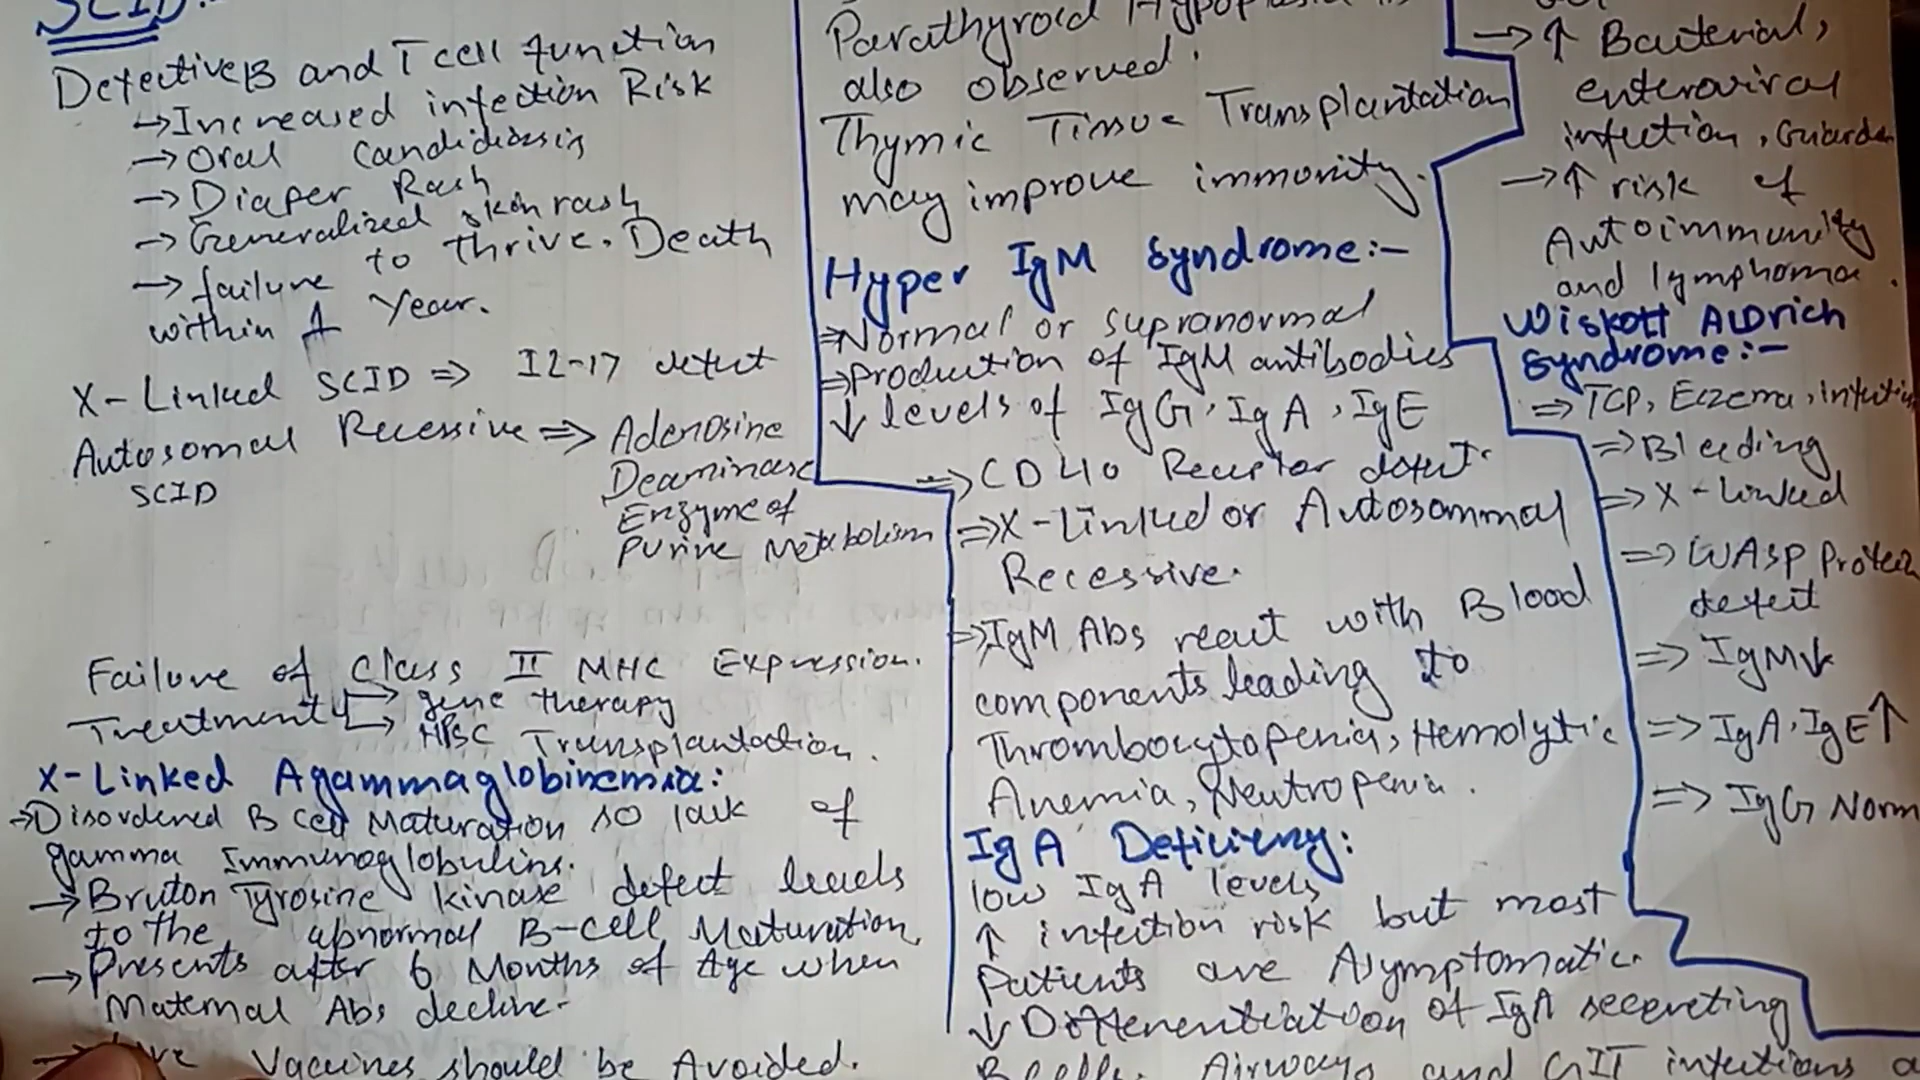 SCID:
Defective B and T cell function
→ Increased infection Risk
→ Oral Candidiasis
→ Diaper Rash
→ Generalized skin rash
→ failure to thrive. Death
within 1 Year.
X-Linked SCID ⇒ I2-17 defect
Autosomal Recessive ⇒ Adenosine
SCID Deaminase
Enzyme of
Purine Metabolism
Failure of Class II MHC Expression.
Treatment → gene therapy
→ HPSC Transplantation.
X-Linked Agammaglobinemia:
→ Disordered B cell Maturation so lack of
gamma Immunoglobulins.
→ Bruton Tyrosine kinase defect leads
to the abnormal B-cell Maturation,
→ Presents after 6 Months of Age when
Maternal Abs decline.
→ Live Vaccines should be Avoided.
Parathyroid Hypoplasia
also observed.
Thymic Tissue Transplantation
may improve immunity.
Hyper IgM Syndrome:-
⇒ Normal or supranormal
⇒ production of IgM antibodies
↓ levels of IgG, IgA, IgE
⇒ CD40 Receptor defect.
⇒ X-Linked or Autosommal
Recessive.
⇒ IgM Abs react with Blood
components leading to
Thrombocytopenia, Hemolytic
Anemia, Neutropenia.
IgA Deficiency:
low IgA levels
↑ infection risk but most
Patients are Asymptomatic.
↓ Differentiation of IgA secreting
B cells. Airways and GIT infections
→ ↑ Bacterial,
enteroviral
infection,
→ ↑ risk of
Autoimmunity
and lymphoma.
Wiskott ALDrich
Syndrome:-
⇒ TCP, Eczema,
⇒ Bleeding
⇒ X-Linked
⇒ WASP Protein
defect
⇒ IgM↓
⇒ IgA, IgE↑
⇒ IgG Norm